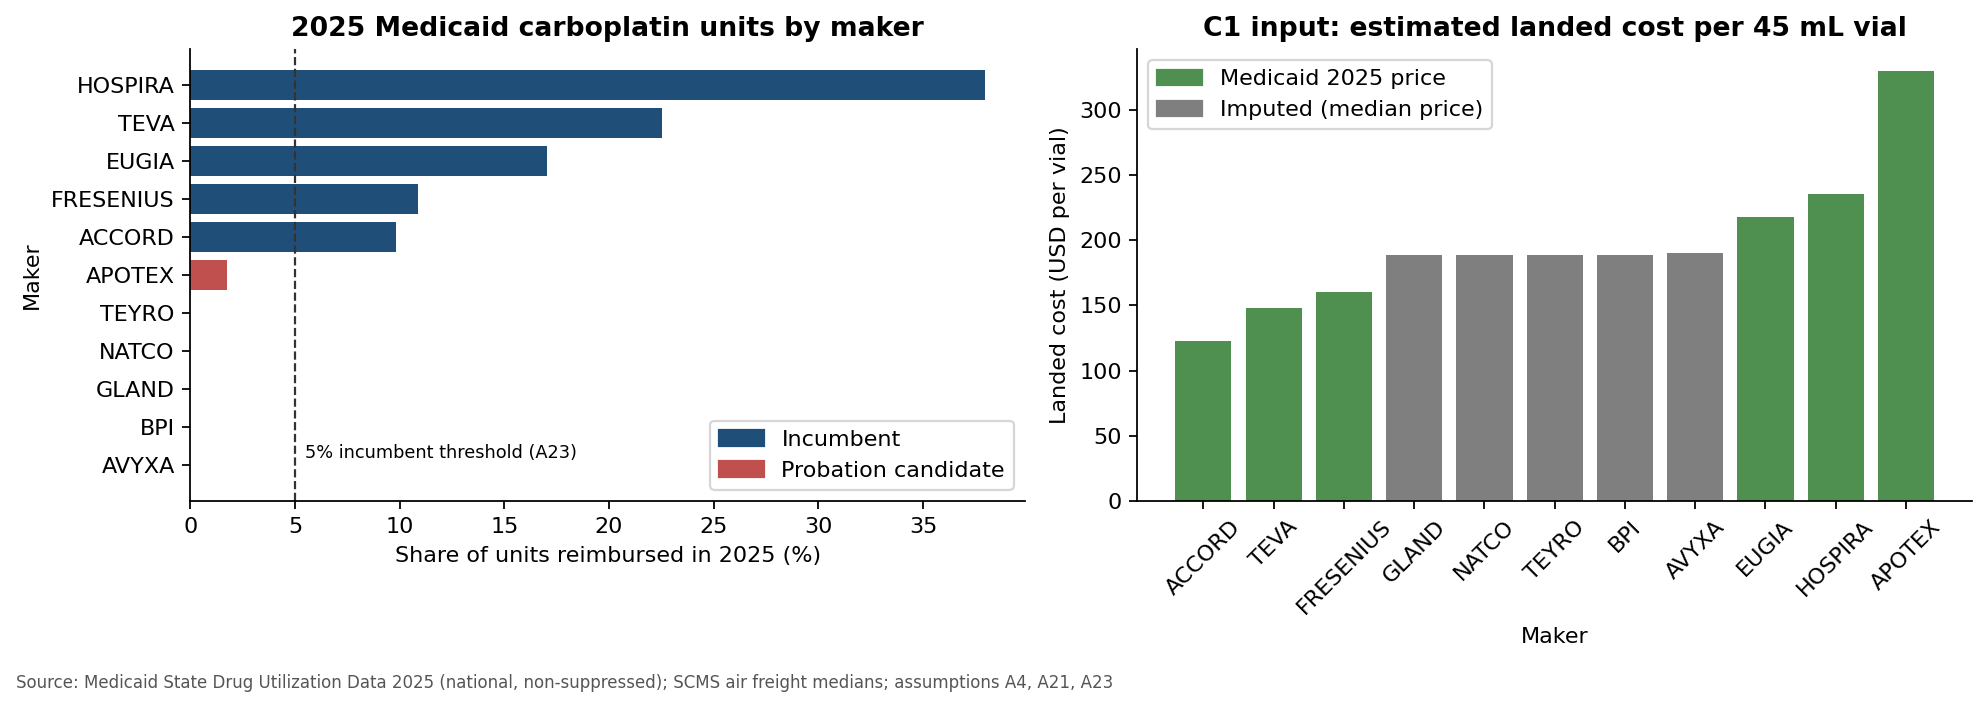 2025 Medicaid carboplatin units by maker
Maker
HOSPIRA
TEVA
EUGIA
FRESENIUS
ACCORD
APOTEX
TEYRO
NATCO
GLAND
BPI
AVYXA
5% incumbent threshold (A23)
Incumbent
Probation candidate
0 5 10 15 20 25 30 35
Share of units reimbursed in 2025 (%)
C1 input: estimated landed cost per 45 mL vial
Medicaid 2025 price
Imputed (median price)
Landed cost (USD per vial)
300
250
200
150
100
50
0
ACCORD TEVA FRESENIUS GLAND NATCO TEYRO BPI AVYXA EUGIA HOSPIRA APOTEX
Maker
Source: Medicaid State Drug Utilization Data 2025 (national, non-suppressed); SCMS air freight medians; assumptions A4, A21, A23